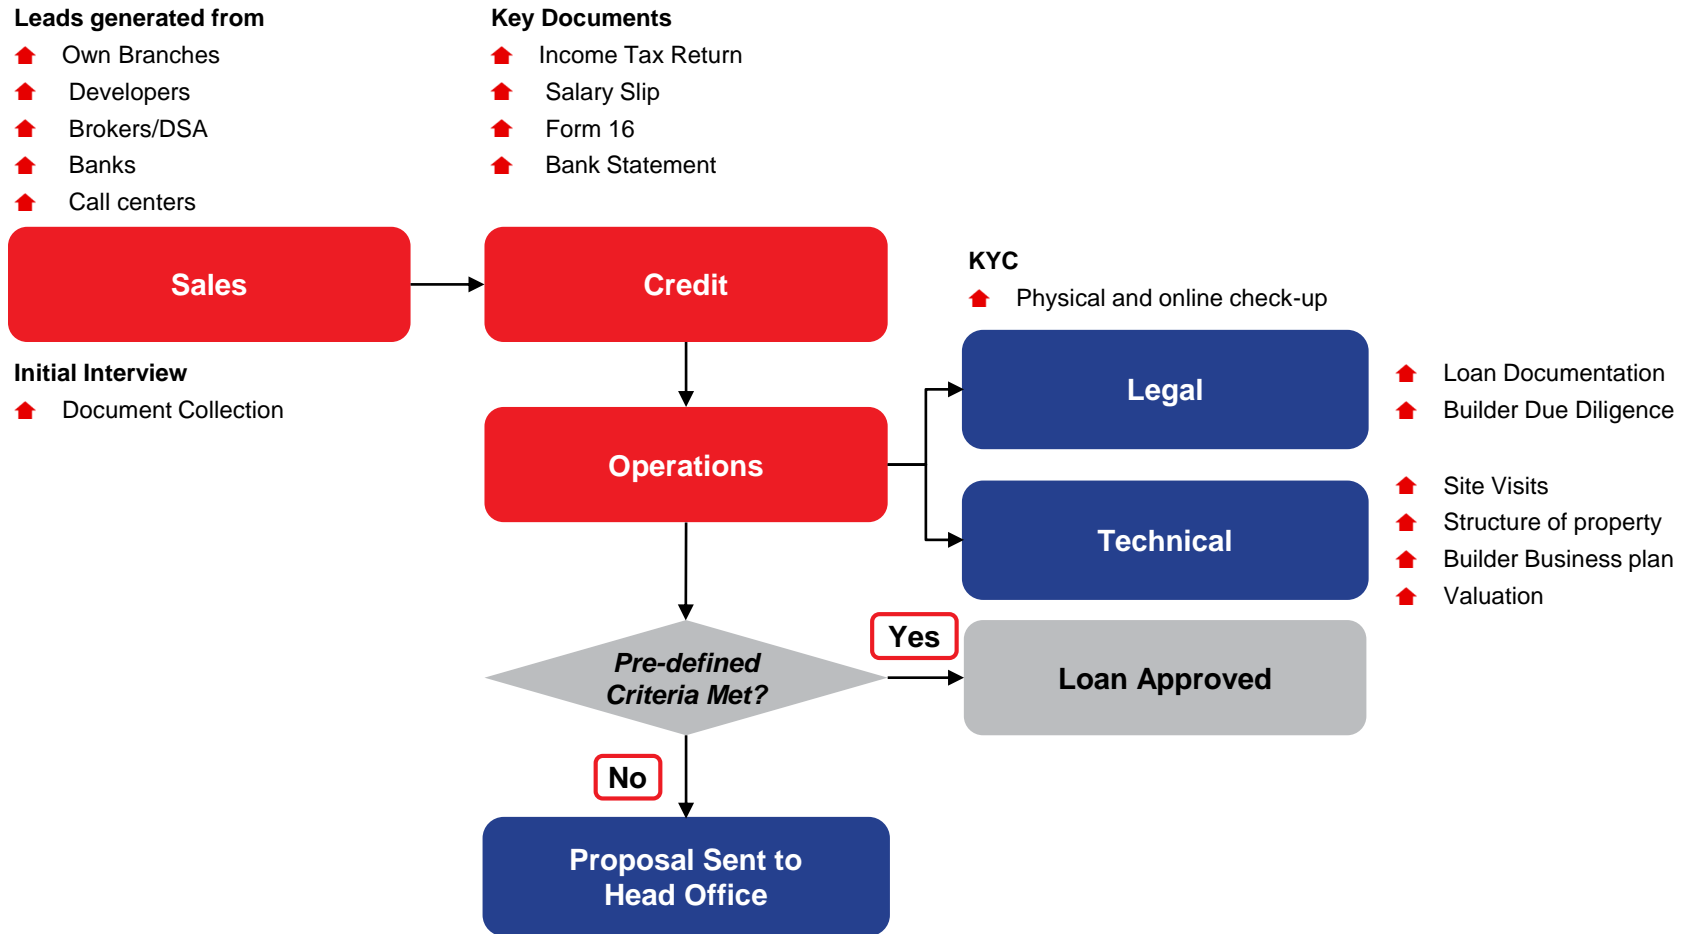 Leads generated from
Own Branches
Developers
Brokers/DSA
Banks
Call centers
Key Documents
Income Tax Return
Salary Slip
Form 16
Bank Statement
Sales
Credit
Initial Interview
Document Collection
KYC
Physical and online check-up
Operations
Legal
Loan Documentation
Builder Due Diligence
Technical
Site Visits
Structure of property
Builder Business plan
Valuation
Pre-defined
Criteria Met?
Yes
Loan Approved
No
Proposal Sent to
Head Office